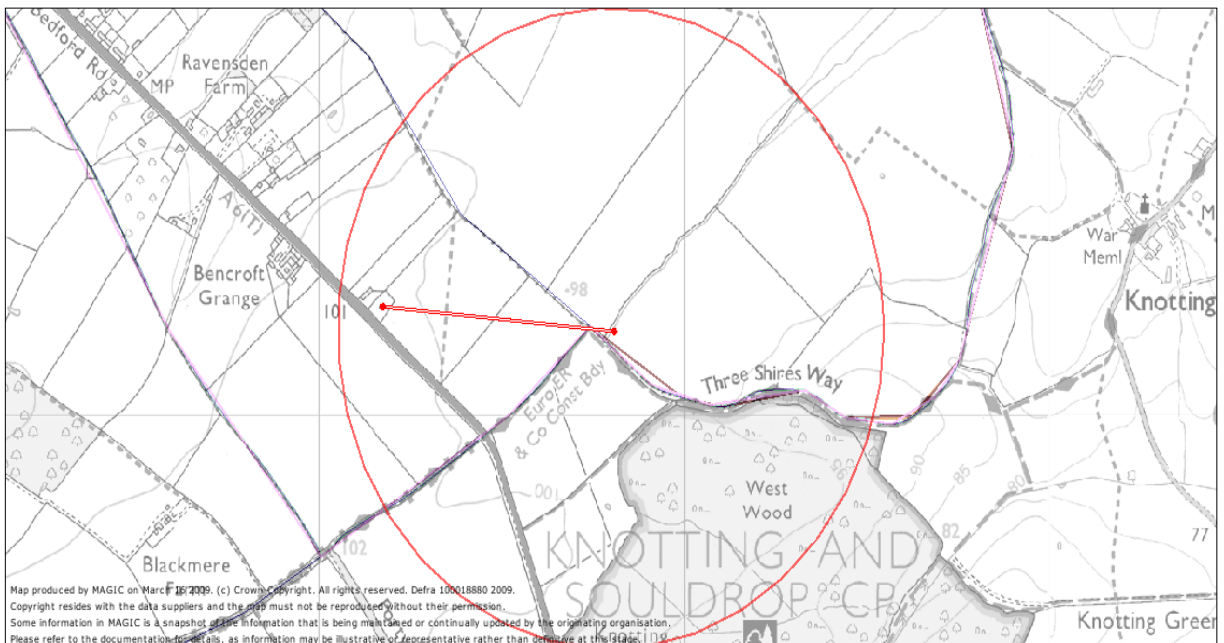 Bedford Rd
MP
Ravensden
Farm
A6(T)
Bencroft
Grange
101
98
War
Meml
M
Knotting
Three Shires Way
Euro ER
& Co Const Bdy
100
95
90
85
80
82
77
West
Wood
102
Blackmere
KNOTTING AND
SOULDROP CP
Knotting Green
Map produced by MAGIC on March 16 2009. (c) Crown Copyright. All rights reserved. Defra 100018880 2009.
Copyright resides with the data suppliers and the map must not be reproduced without their permission.
Some information in MAGIC is a snapshot of the information that is being maintained or continually updated by the originating organisation.
Please refer to the documentation for details, as information may be illustrative or representative rather than definitive at this stage.